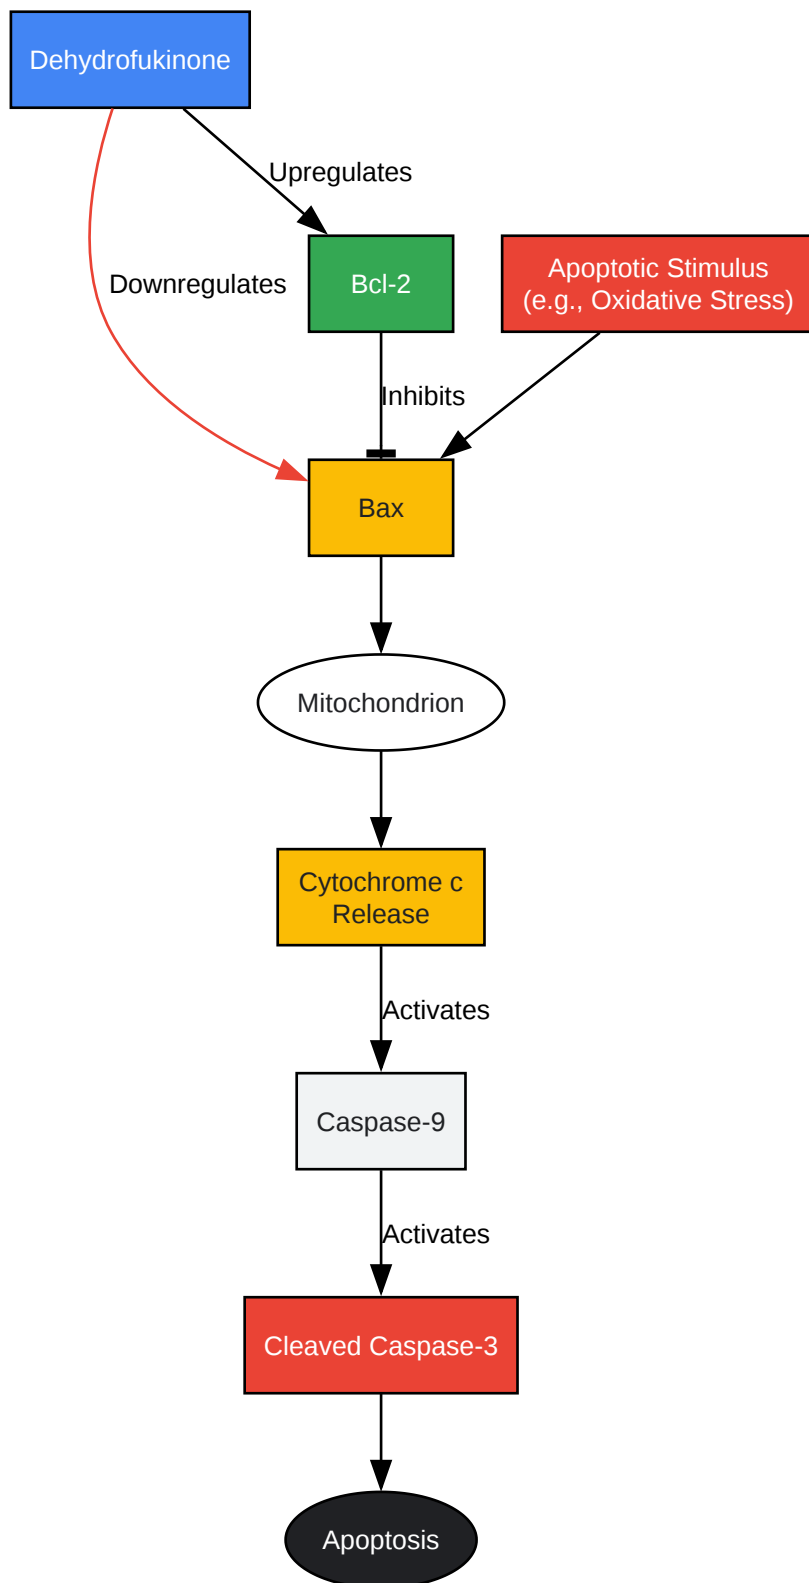 Dehydrofukinone
Upregulates
Downregulates
Bcl-2
Apoptotic Stimulus
(e.g., Oxidative Stress)
Inhibits
Bax
Mitochondrion
Cytochrome c
Release
Activates
Caspase-9
Activates
Cleaved Caspase-3
Apoptosis